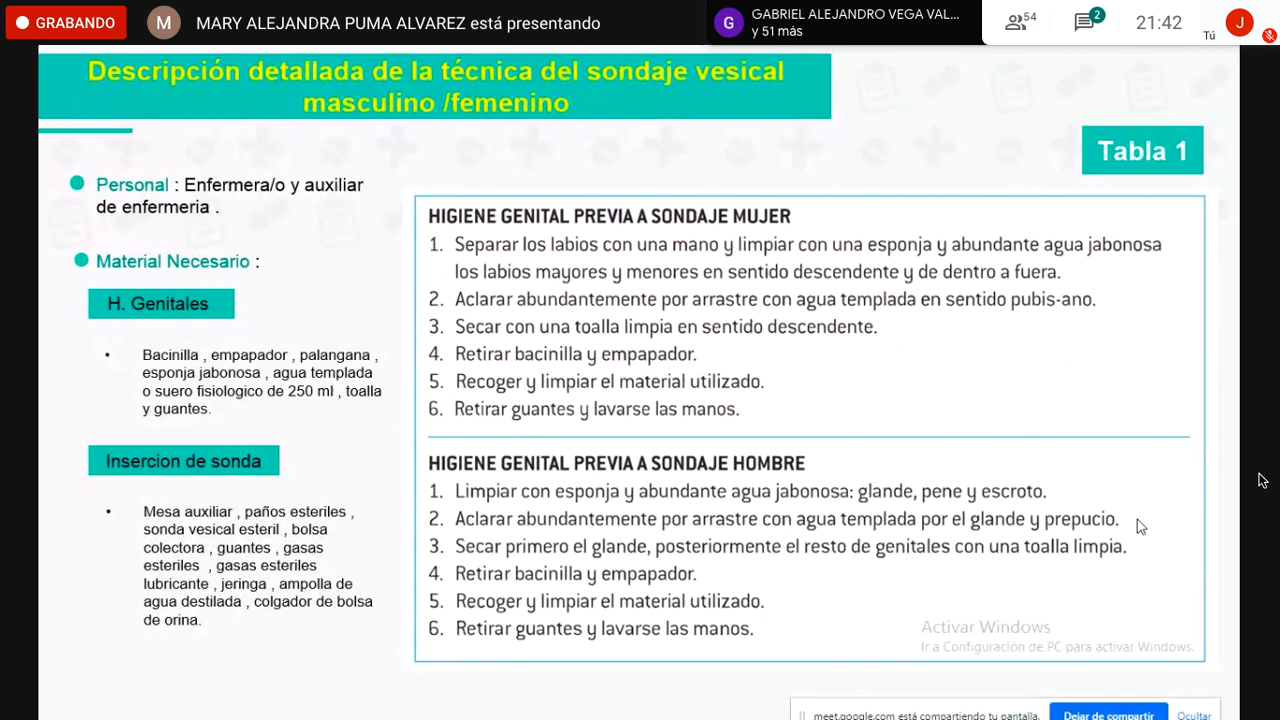 GRABANDO
M
MARY ALEJANDRA PUMA ALVAREZ está presentando
G
GABRIEL ALEJANDRO VEGA VAL...
y 51 más
54
2
21:42
Tú
J
Descripción detallada de la técnica del sondaje vesical
masculino /femenino
Tabla 1
Personal : Enfermera/o y auxiliar
de enfermeria .
Material Necesario :
H. Genitales
Bacinilla , empapador , palangana ,
esponja jabonosa , agua templada
o suero fisiologico de 250 ml , toalla
y guantes.
Insercion de sonda
Mesa auxiliar , paños esteriles ,
sonda vesical esteril , bolsa
colectora , guantes , gasas
esteriles , gasas esteriles
lubricante , jeringa , ampolla de
agua destilada , colgador de bolsa
de orina.
HIGIENE GENITAL PREVIA A SONDAJE MUJER
1. Separar los labios con una mano y limpiar con una esponja y abundante agua jabonosa
los labios mayores y menores en sentido descendente y de dentro a fuera.
2. Aclarar abundantemente por arrastre con agua templada en sentido pubis-ano.
3. Secar con una toalla limpia en sentido descendente.
4. Retirar bacinilla y empapador.
5. Recoger y limpiar el material utilizado.
6. Retirar guantes y lavarse las manos.
HIGIENE GENITAL PREVIA A SONDAJE HOMBRE
1. Limpiar con esponja y abundante agua jabonosa: glande, pene y escroto.
2. Aclarar abundantemente por arrastre con agua templada por el glande y prepucio.
3. Secar primero el glande, posteriormente el resto de genitales con una toalla limpia.
4. Retirar bacinilla y empapador.
5. Recoger y limpiar el material utilizado.
6. Retirar guantes y lavarse las manos.
Activar Windows
Ir a Configuración de PC para activar Windows.
meet.google.com está compartiendo tu pantalla.
Dejar de compartir
Ocultar